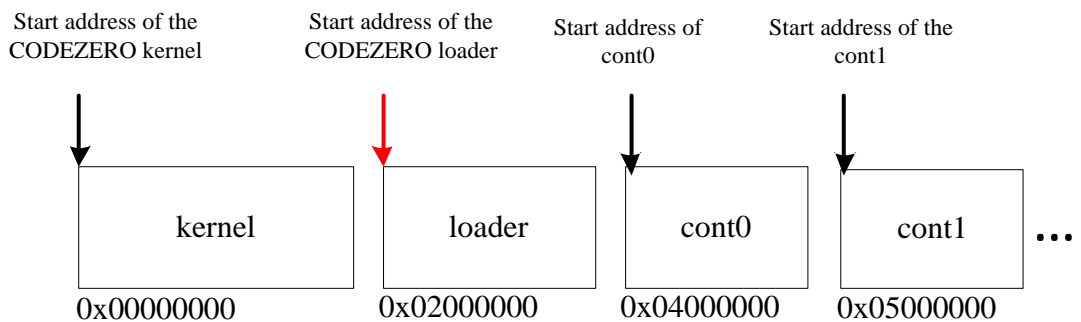 Start address of the
CODEZERO kernel
Start address of the
CODEZERO loader
Start address of
cont0
Start address of the
cont1
kernel
loader
cont0
cont1
...
0x00000000
0x02000000
0x04000000
0x05000000